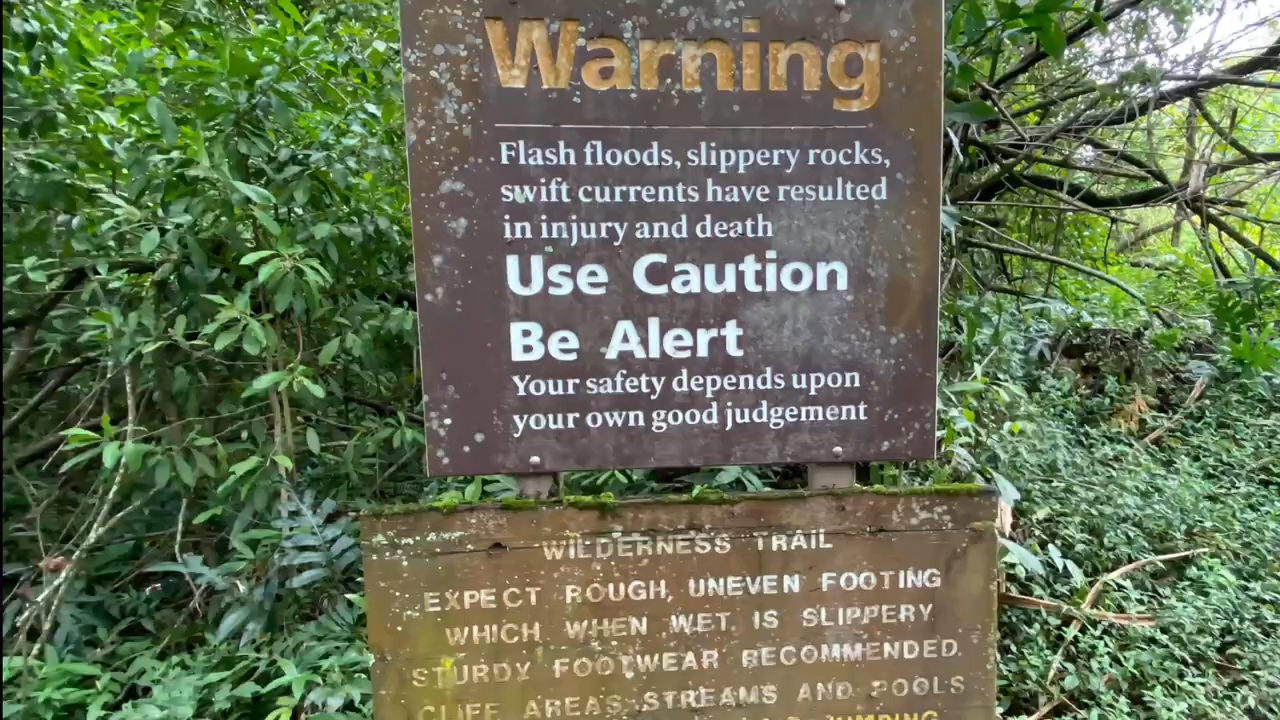 Warning
Flash floods, slippery rocks,
swift currents have resulted
in injury and death
Use Caution
Be Alert
Your safety depends upon
your own good judgement
WILDERNESS TRAIL
EXPECT ROUGH, UNEVEN FOOTING
WHICH WHEN WET, IS SLIPPERY
STURDY FOOTWEAR RECOMMENDED.
CLIFF AREAS STREAMS AND POOLS
JUMPING